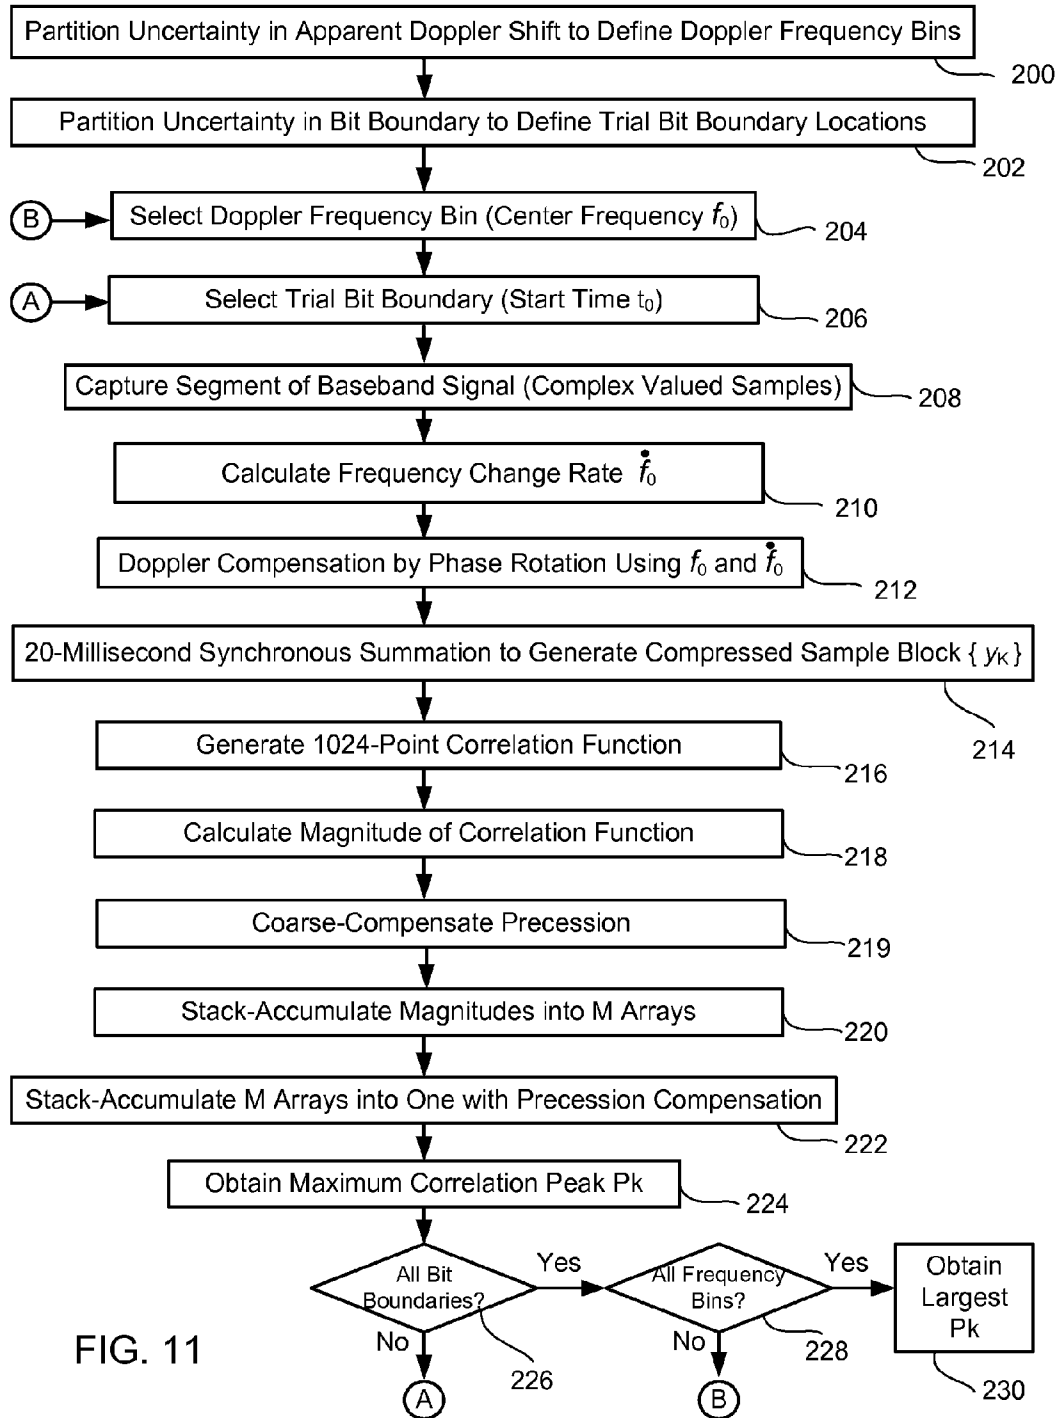 Partition Uncertainty in Apparent Doppler Shift to Define Doppler Frequency Bins
200
Partition Uncertainty in Bit Boundary to Define Trial Bit Boundary Locations
202
B
Select Doppler Frequency Bin (Center Frequency f₀)
204
A
Select Trial Bit Boundary (Start Time t₀)
206
Capture Segment of Baseband Signal (Complex Valued Samples)
208
Calculate Frequency Change Rate ḟ₀
210
Doppler Compensation by Phase Rotation Using f₀ and ḟ₀
212
20-Millisecond Synchronous Summation to Generate Compressed Sample Block { yK }
214
Generate 1024-Point Correlation Function
216
Calculate Magnitude of Correlation Function
218
Coarse-Compensate Precession
219
Stack-Accumulate Magnitudes into M Arrays
220
Stack-Accumulate M Arrays into One with Precession Compensation
222
Obtain Maximum Correlation Peak Pk
224
All Bit
Boundaries?
Yes
No
226
A
All Frequency
Bins?
Yes
No
228
B
Obtain
Largest
Pk
230
FIG. 11